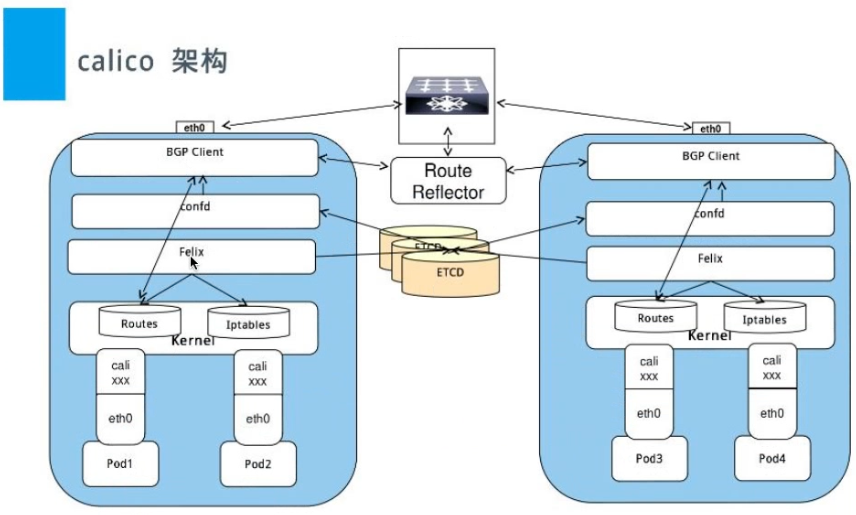 calico 架构
eth0
eth0
BGP Client
Route
Reflector
BGP Client
confd
confd
Felix
ETCD
ETCD
Felix
Routes
Iptables
Kernel
Routes
Iptables
Kernel
cali
xxx
cali
xxx
cali
xxx
cali
xxx
eth0
eth0
eth0
eth0
Pod1
Pod2
Pod3
Pod4